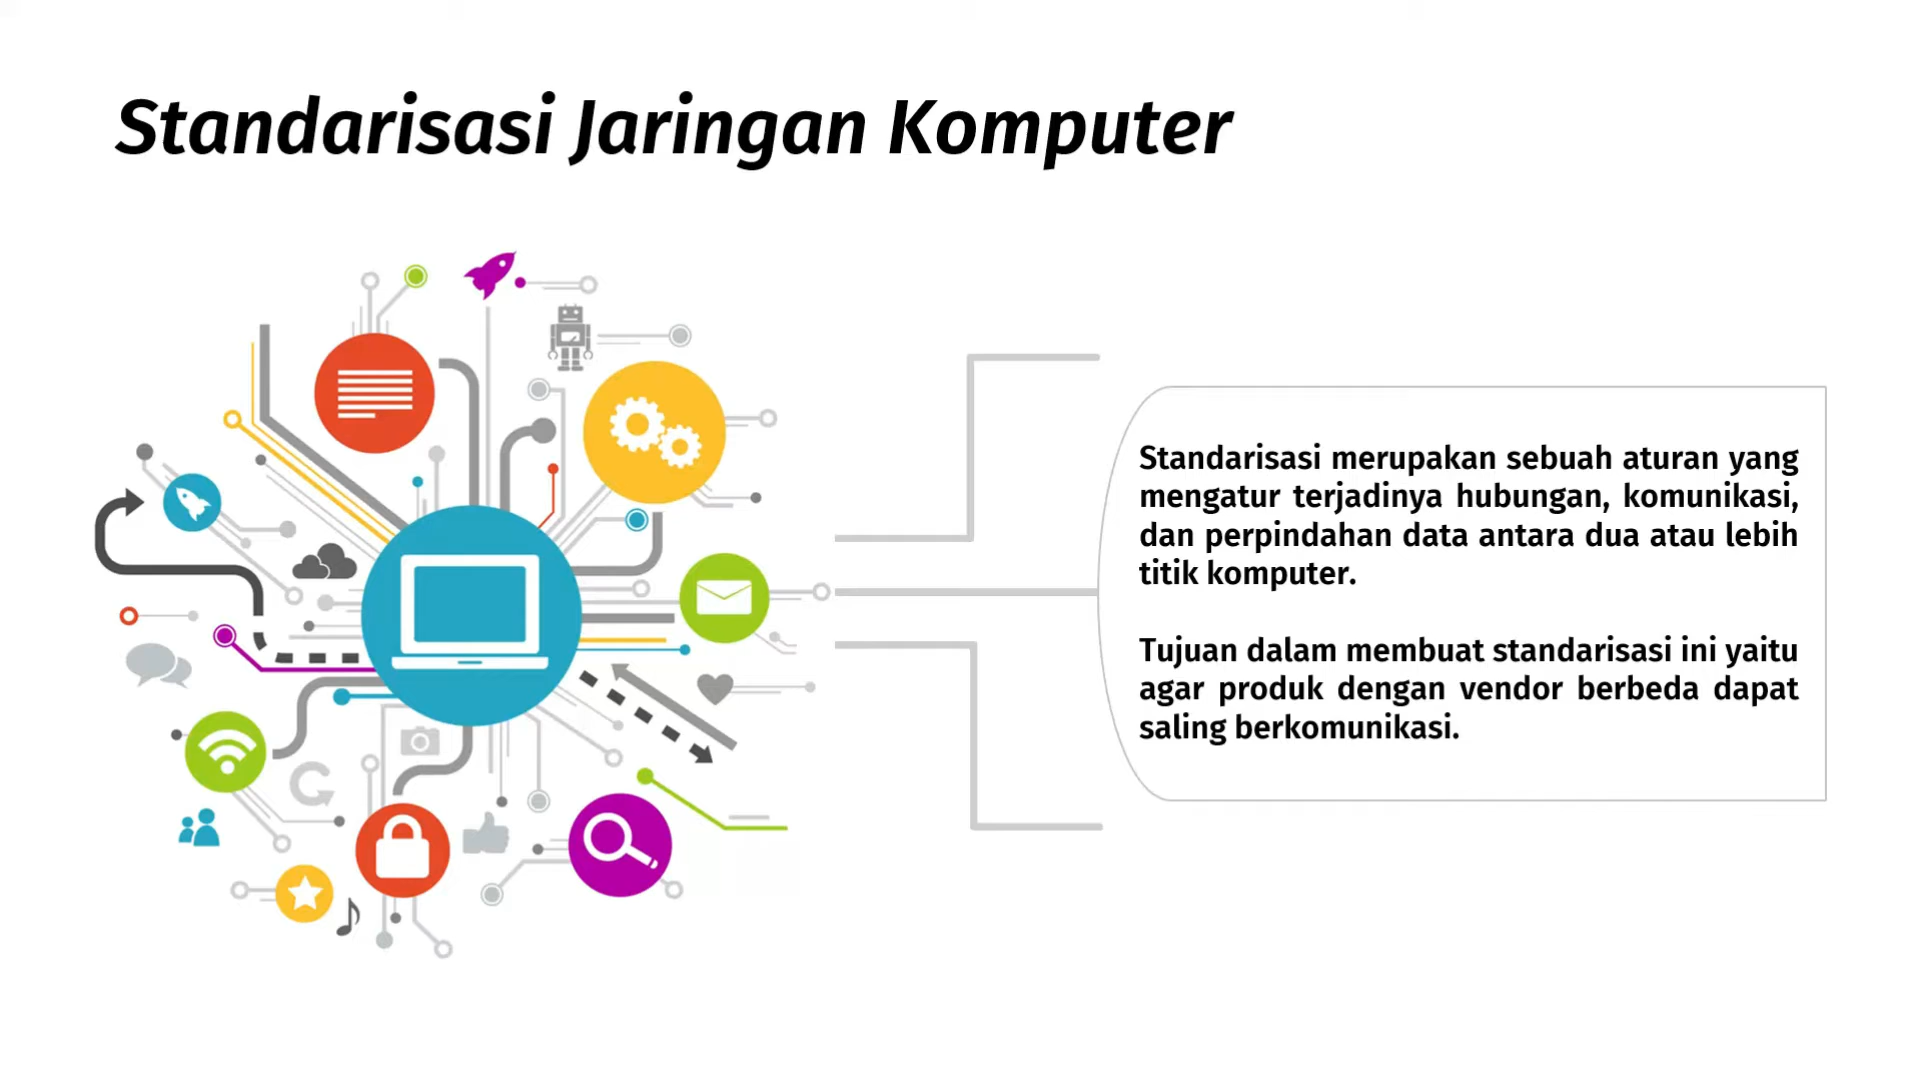 Standarisasi Jaringan Komputer
Standarisasi merupakan sebuah aturan yang
mengatur terjadinya hubungan, komunikasi,
dan perpindahan data antara dua atau lebih
titik komputer.
Tujuan dalam membuat standarisasi ini yaitu
agar produk dengan vendor berbeda dapat
saling berkomunikasi.